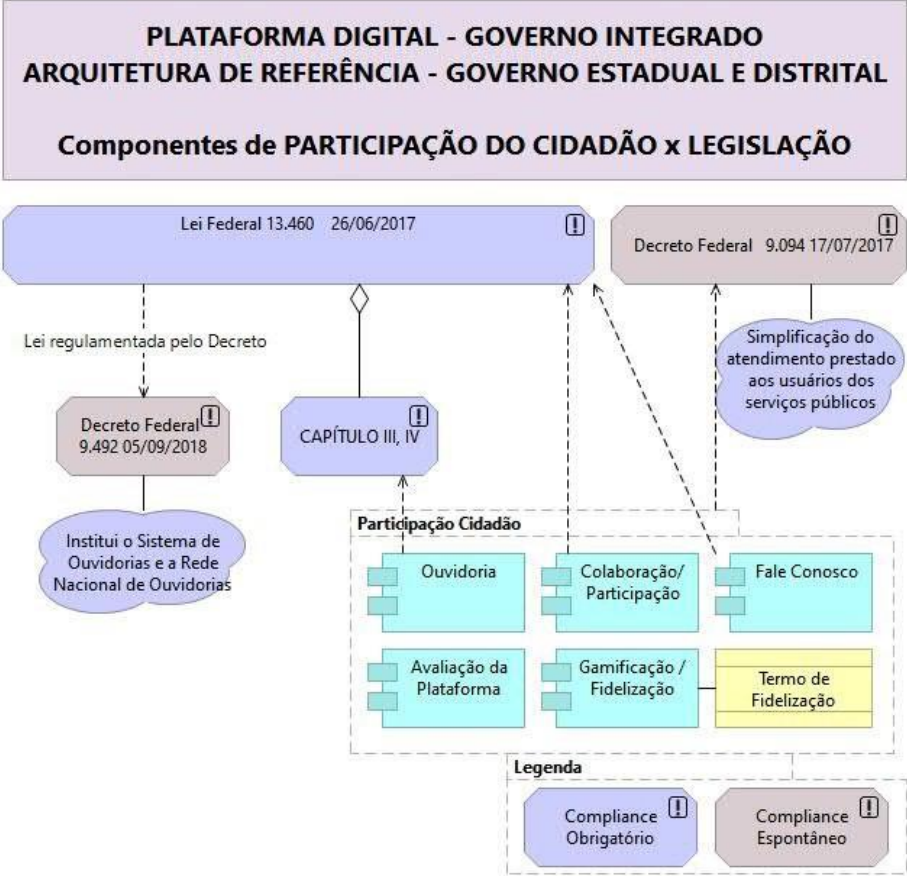 PLATAFORMA DIGITAL - GOVERNO INTEGRADO
ARQUITETURA DE REFERÊNCIA - GOVERNO ESTADUAL E DISTRITAL
Componentes de PARTICIPAÇÃO DO CIDADÃO x LEGISLAÇÃO
Lei Federal 13.460 26/06/2017
Decreto Federal 9.094 17/07/2017
Lei regulamentada pelo Decreto
Simplificação do
atendimento prestado
aos usuários dos
serviços públicos
Decreto Federal
9.492 05/09/2018
CAPÍTULO III, IV
Institui o Sistema de
Ouvidorias e a Rede
Nacional de Ouvidorias
Participação Cidadão
Ouvidoria
Colaboração/
Participação
Fale Conosco
Avaliação da
Plataforma
Gamificação /
Fidelização
Termo de
Fidelização
Legenda
Compliance
Obrigatório
Compliance
Espontâneo